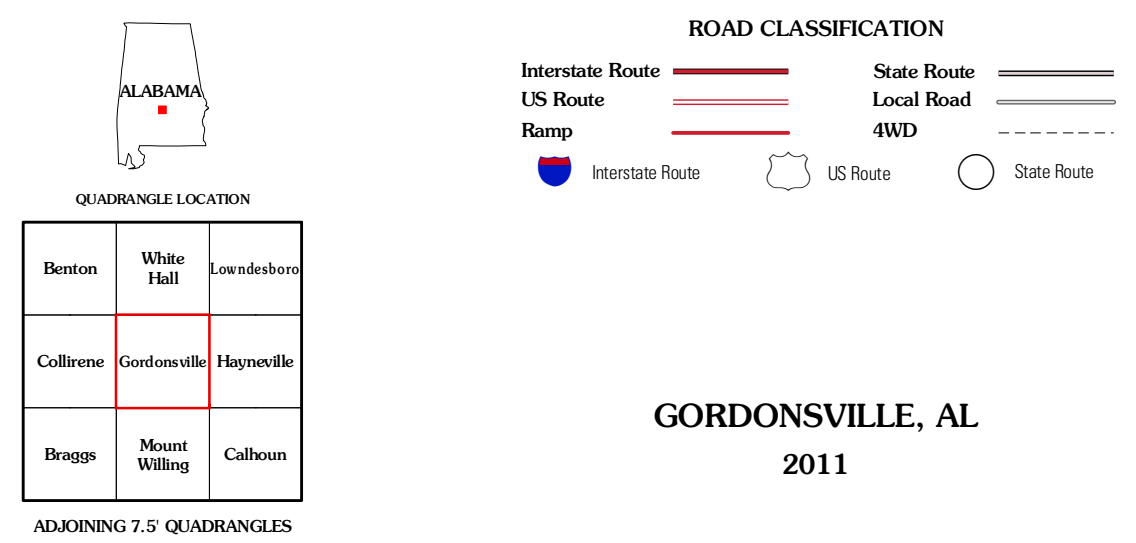 ALABAMA
QUADRANGLE LOCATION
Benton
White
Hall
Lowndesboro
Collirene
Gordonsville
Hayneville
Braggs
Mount
Willing
Calhoun
ADJOINING 7.5' QUADRANGLES
ROAD CLASSIFICATION
Interstate Route
State Route
US Route
Local Road
Ramp
4WD
Interstate Route
US Route
State Route
GORDONSVILLE, AL
2011